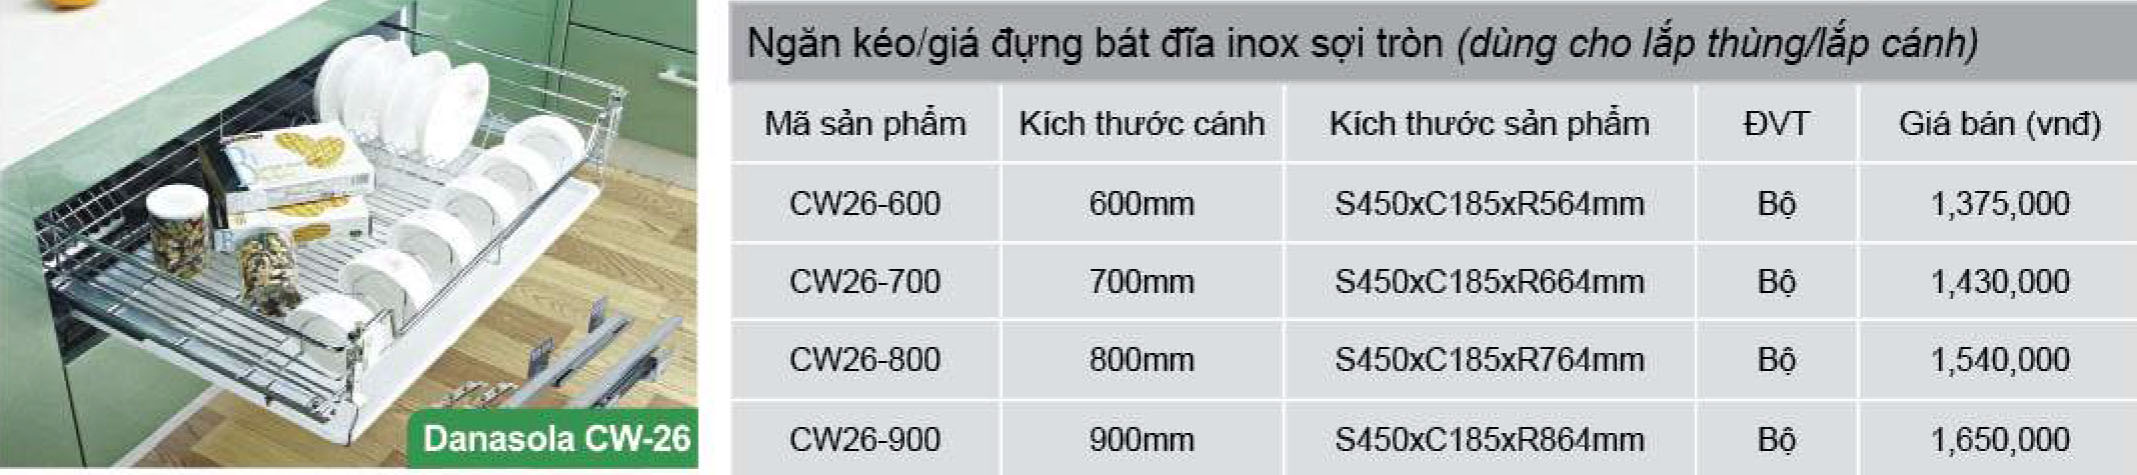 Danasola CW-26
Ngăn kéo/giá đựng bát đĩa inox sợi tròn (dùng cho lắp thùng/lắp cánh)
Mã sản phẩm Kích thước cánh Kích thước sản phẩm ĐVT Giá bán (vnđ)
CW26-600 600mm S450xC185xR564mm Bộ 1,375,000
CW26-700 700mm S450xC185xR664mm Bộ 1,430,000
CW26-800 800mm S450xC185xR764mm Bộ 1,540,000
CW26-900 900mm S450xC185xR864mm Bộ 1,650,000